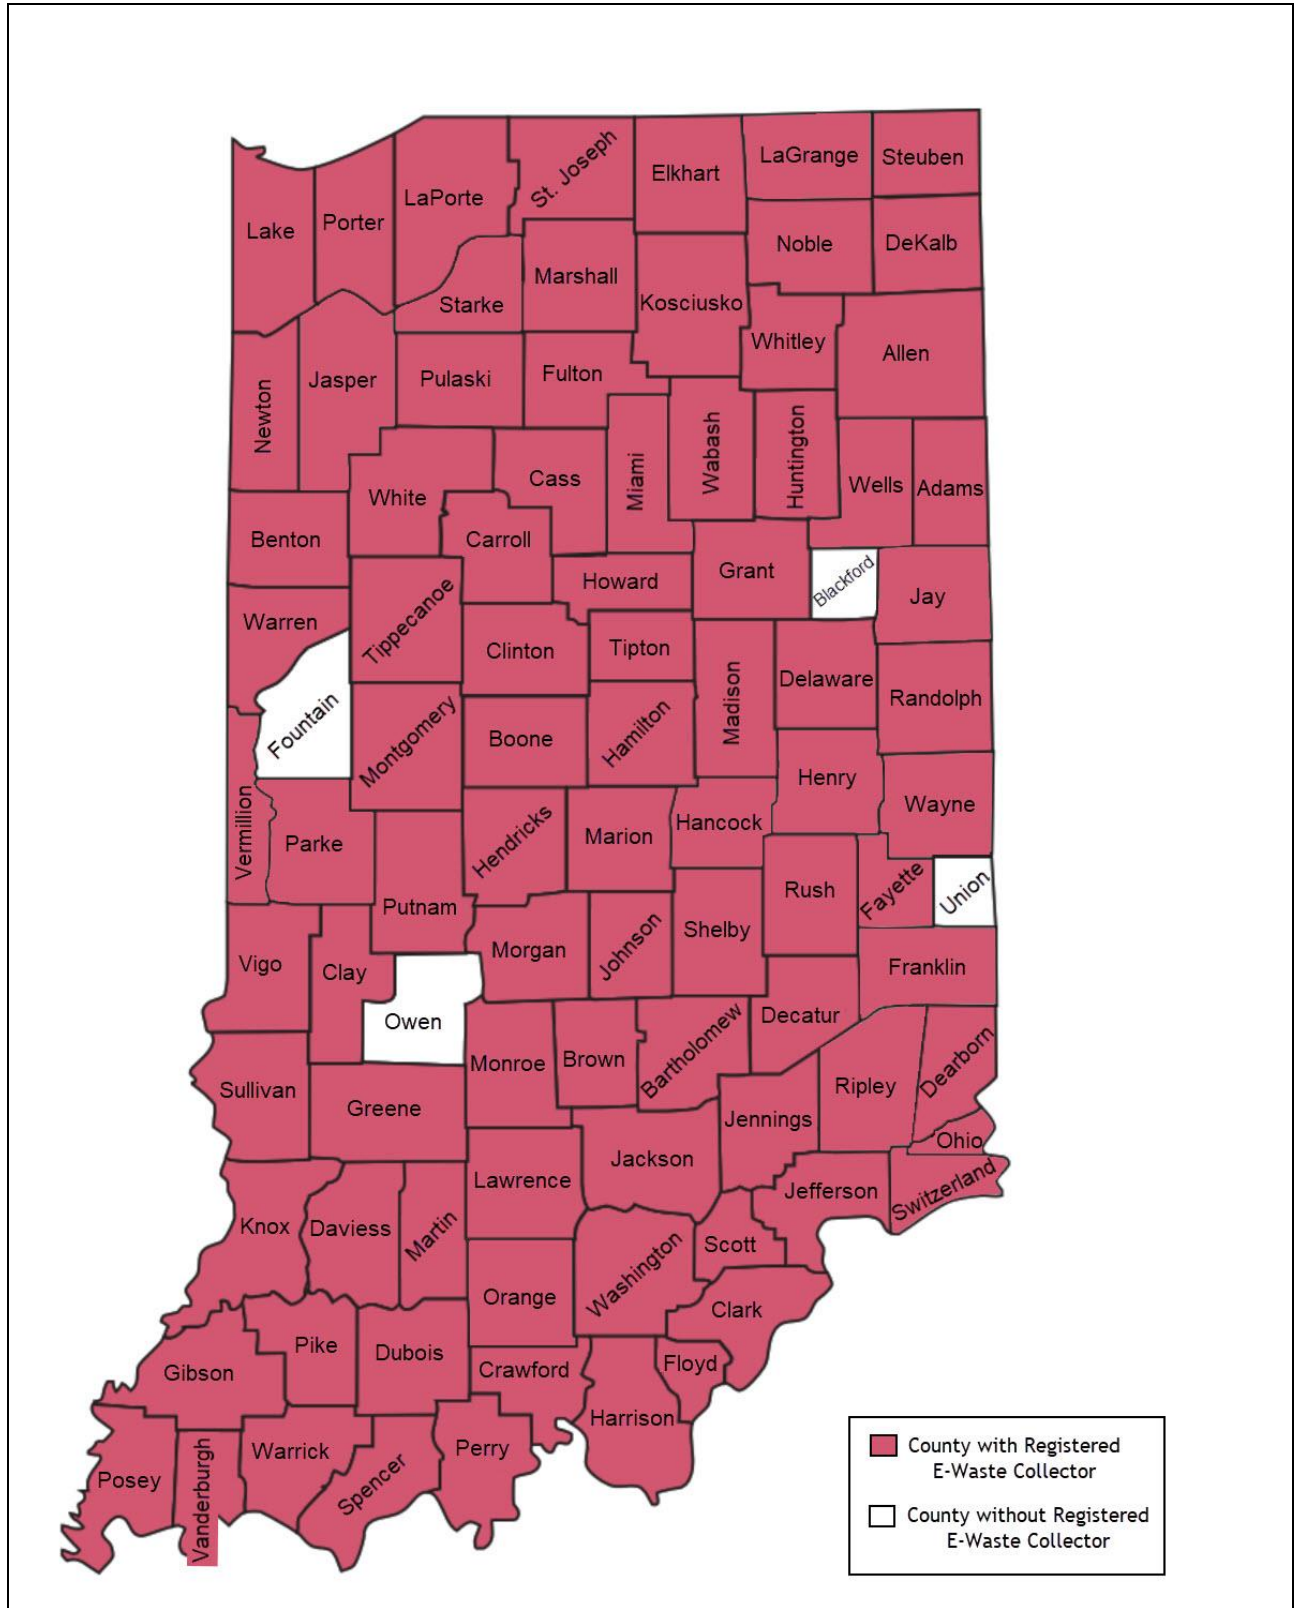 St. Joseph
Elkhart
LaGrange
Steuben
LaPorte
Porter
Lake
Noble
DeKalb
Marshall
Starke
Kosciusko
Whitley
Allen
Newton
Jasper
Pulaski
Fulton
Miami
Wabash
Huntington
Wells
Adams
White
Cass
Benton
Carroll
Howard
Grant
Blackford
Jay
Warren
Tippecanoe
Clinton
Tipton
Madison
Delaware
Randolph
Fountain
Montgomery
Boone
Hamilton
Henry
Wayne
Vermillion
Parke
Hendricks
Marion
Hancock
Putnam
Rush
Fayette
Union
Vigo
Clay
Morgan
Johnson
Shelby
Franklin
Owen
Monroe
Brown
Bartholomew
Decatur
Sullivan
Greene
Ripley
Dearborn
Jennings
Ohio
Lawrence
Jackson
Jefferson
Switzerland
Knox
Daviess
Martin
Washington
Scott
Orange
Clark
Gibson
Pike
Dubois
Crawford
Floyd
Harrison
Posey
Vanderburgh
Warrick
Spencer
Perry
County with Registered
E-Waste Collector
County without Registered
E-Waste Collector